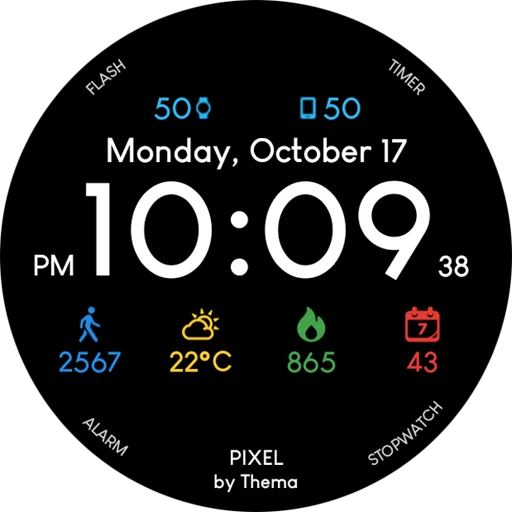 FLASH
TIMER
50 50
Monday, October 17
PM 10:09 38
7
2567 22°C 865 43
ALARM
STOPWATCH
PIXEL
by Thema